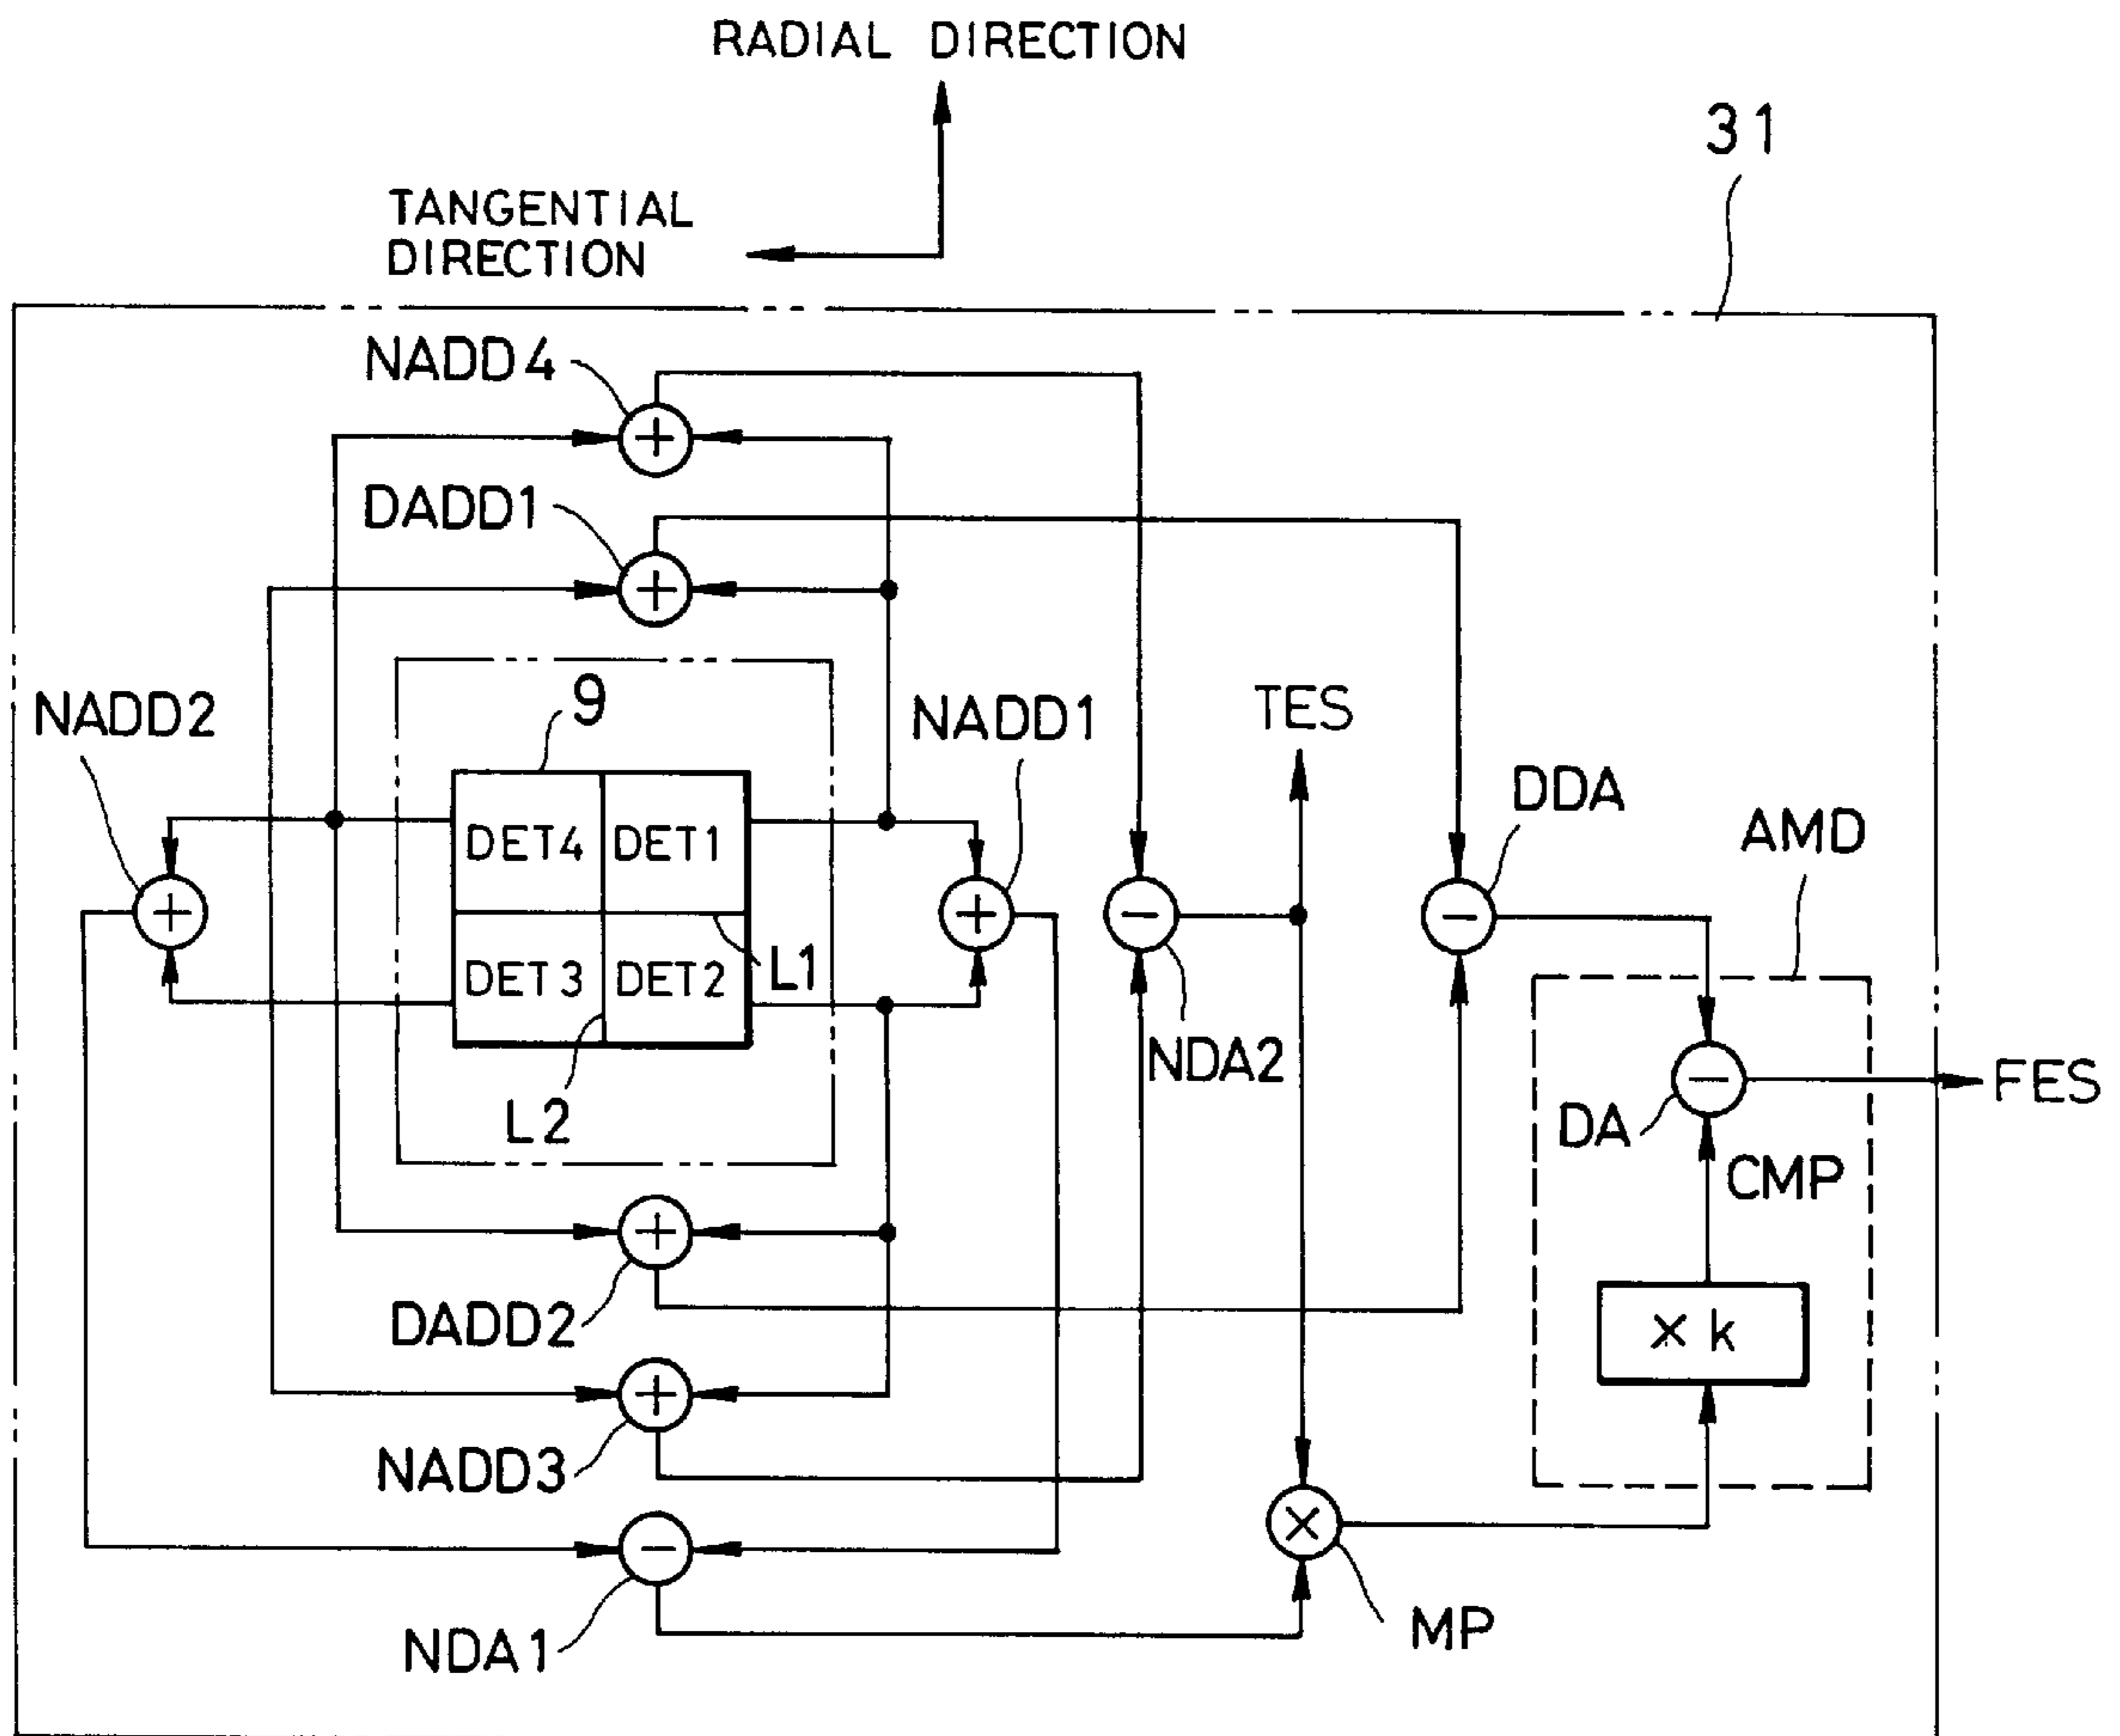 RADIAL DIRECTION
31
TANGENTIAL
DIRECTION
NADD4
DADD1
NADD2
9
NADD1
TES
DDA
AMD
DET4
DET1
+
+
+
+
-
-
DET3
DET2
L1
NDA2
L2
DA
-
FES
CMP
+
DADD2
× k
+
NADD3
-
×
NDA1
MP